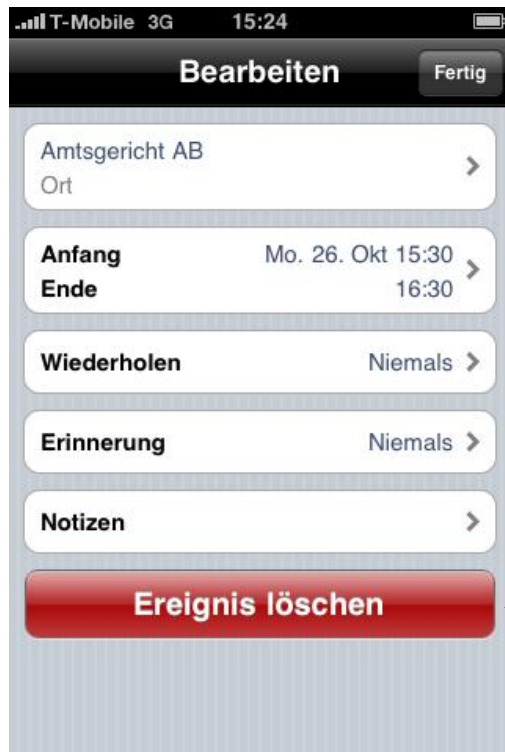 T-Mobile 3G 15:24
Bearbeiten Fertig
Amtsgericht AB
Ort
Anfang Mo. 26. Okt 15:30
Ende 16:30
Wiederholen Niemals
Erinnerung Niemals
Notizen
Ereignis löschen